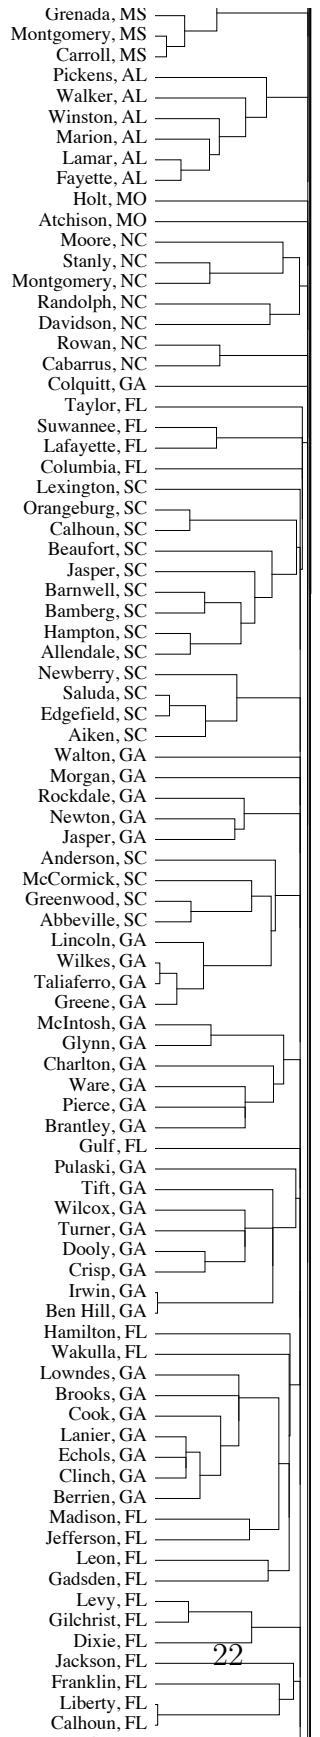 Grenada, MS
Montgomery, MS
Carroll, MS
Pickens, AL
Walker, AL
Winston, AL
Marion, AL
Lamar, AL
Fayette, AL
Holt, MO
Atchison, MO
Moore, NC
Stanly, NC
Montgomery, NC
Randolph, NC
Davidson, NC
Rowan, NC
Cabarrus, NC
Colquitt, GA
Taylor, FL
Suwannee, FL
Lafayette, FL
Columbia, FL
Lexington, SC
Orangeburg, SC
Calhoun, SC
Beaufort, SC
Jasper, SC
Barnwell, SC
Bamberg, SC
Hampton, SC
Allendale, SC
Newberry, SC
Saluda, SC
Edgefield, SC
Aiken, SC
Walton, GA
Morgan, GA
Rockdale, GA
Newton, GA
Jasper, GA
Anderson, SC
McCormick, SC
Greenwood, SC
Abbeville, SC
Lincoln, GA
Wilkes, GA
Taliaferro, GA
Greene, GA
McIntosh, GA
Glynn, GA
Charlton, GA
Ware, GA
Pierce, GA
Brantley, GA
Gulf, FL
Pulaski, GA
Tift, GA
Wilcox, GA
Turner, GA
Dooly, GA
Crisp, GA
Irwin, GA
Ben Hill, GA
Hamilton, FL
Wakulla, FL
Lowndes, GA
Brooks, GA
Cook, GA
Lanier, GA
Echols, GA
Clinch, GA
Berrien, GA
Madison, FL
Jefferson, FL
Leon, FL
Gadsden, FL
Levy, FL
Gilchrist, FL
Dixie, FL
22
Jackson, FL
Franklin, FL
Liberty, FL
Calhoun, FL